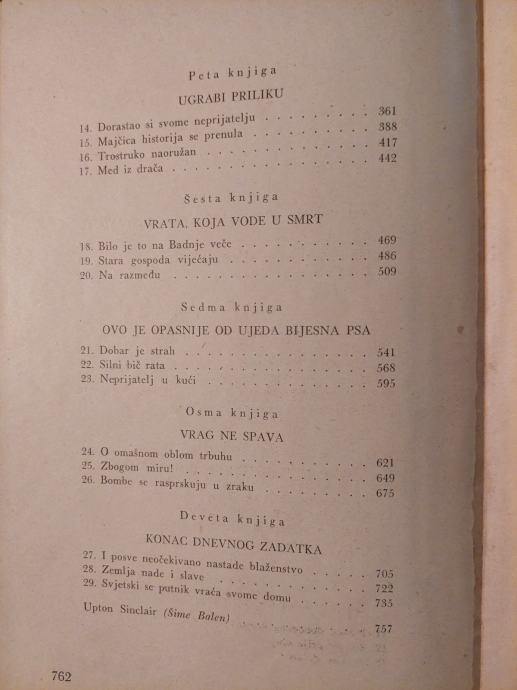 Peta knjiga
UGRABI PRILIKU
14. Dorastao si svome neprijatelju . . . . . . . . 361
15. Majčica historija se prenula . . . . . . . . . 388
16. Trostruko naoružan . . . . . . . . . . . . 417
17. Med iz drača . . . . . . . . . . . . . . 442
Šesta knjiga
VRATA, KOJA VODE U SMRT
18. Bilo je to na Badnje veče . . . . . . . . . . 469
19. Stara gospoda vijećaju . . . . . . . . . . . 486
20. Na razmeđu . . . . . . . . . . . . . . 509
Sedma knjiga
OVO JE OPASNIJE OD UJEDA BIJESNA PSA
21. Dobar je strah . . . . . . . . . . . . . 541
22. Silni bič rata . . . . . . . . . . . . . . 568
23. Neprijatelj u kući . . . . . . . . . . . . 595
Osma knjiga
VRAG NE SPAVA
24. O omašnom oblom trbuhu . . . . . . . . . . 621
25. Zbogom miru! . . . . . . . . . . . . . 649
26. Bombe se rasprskuju u zraku . . . . . . . . . 675
Deveta knjiga
KONAC DNEVNOG ZADATKA
27. I posve neočekivano nastade blaženstvo . . . . . 705
28. Zemlja nade i slave . . . . . . . . . . . 722
29. Svjetski se putnik vraća svome domu . . . . . . 735
Upton Sinclair (Šime Balen) . . . . . . . . . . 757
762